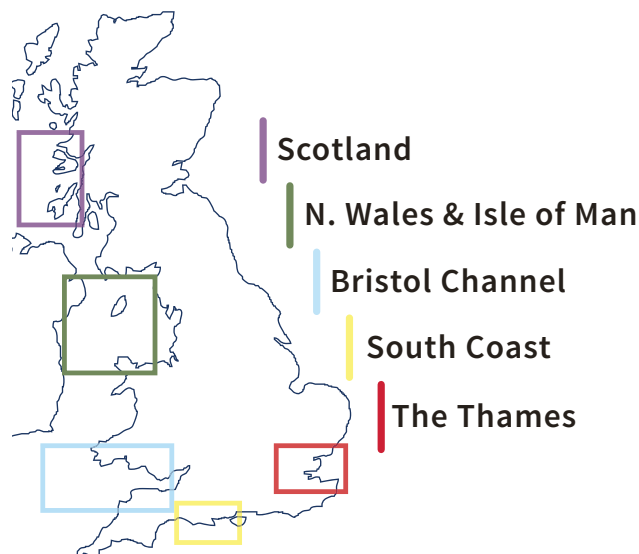 Scotland
N. Wales & Isle of Man
Bristol Channel
South Coast
The Thames